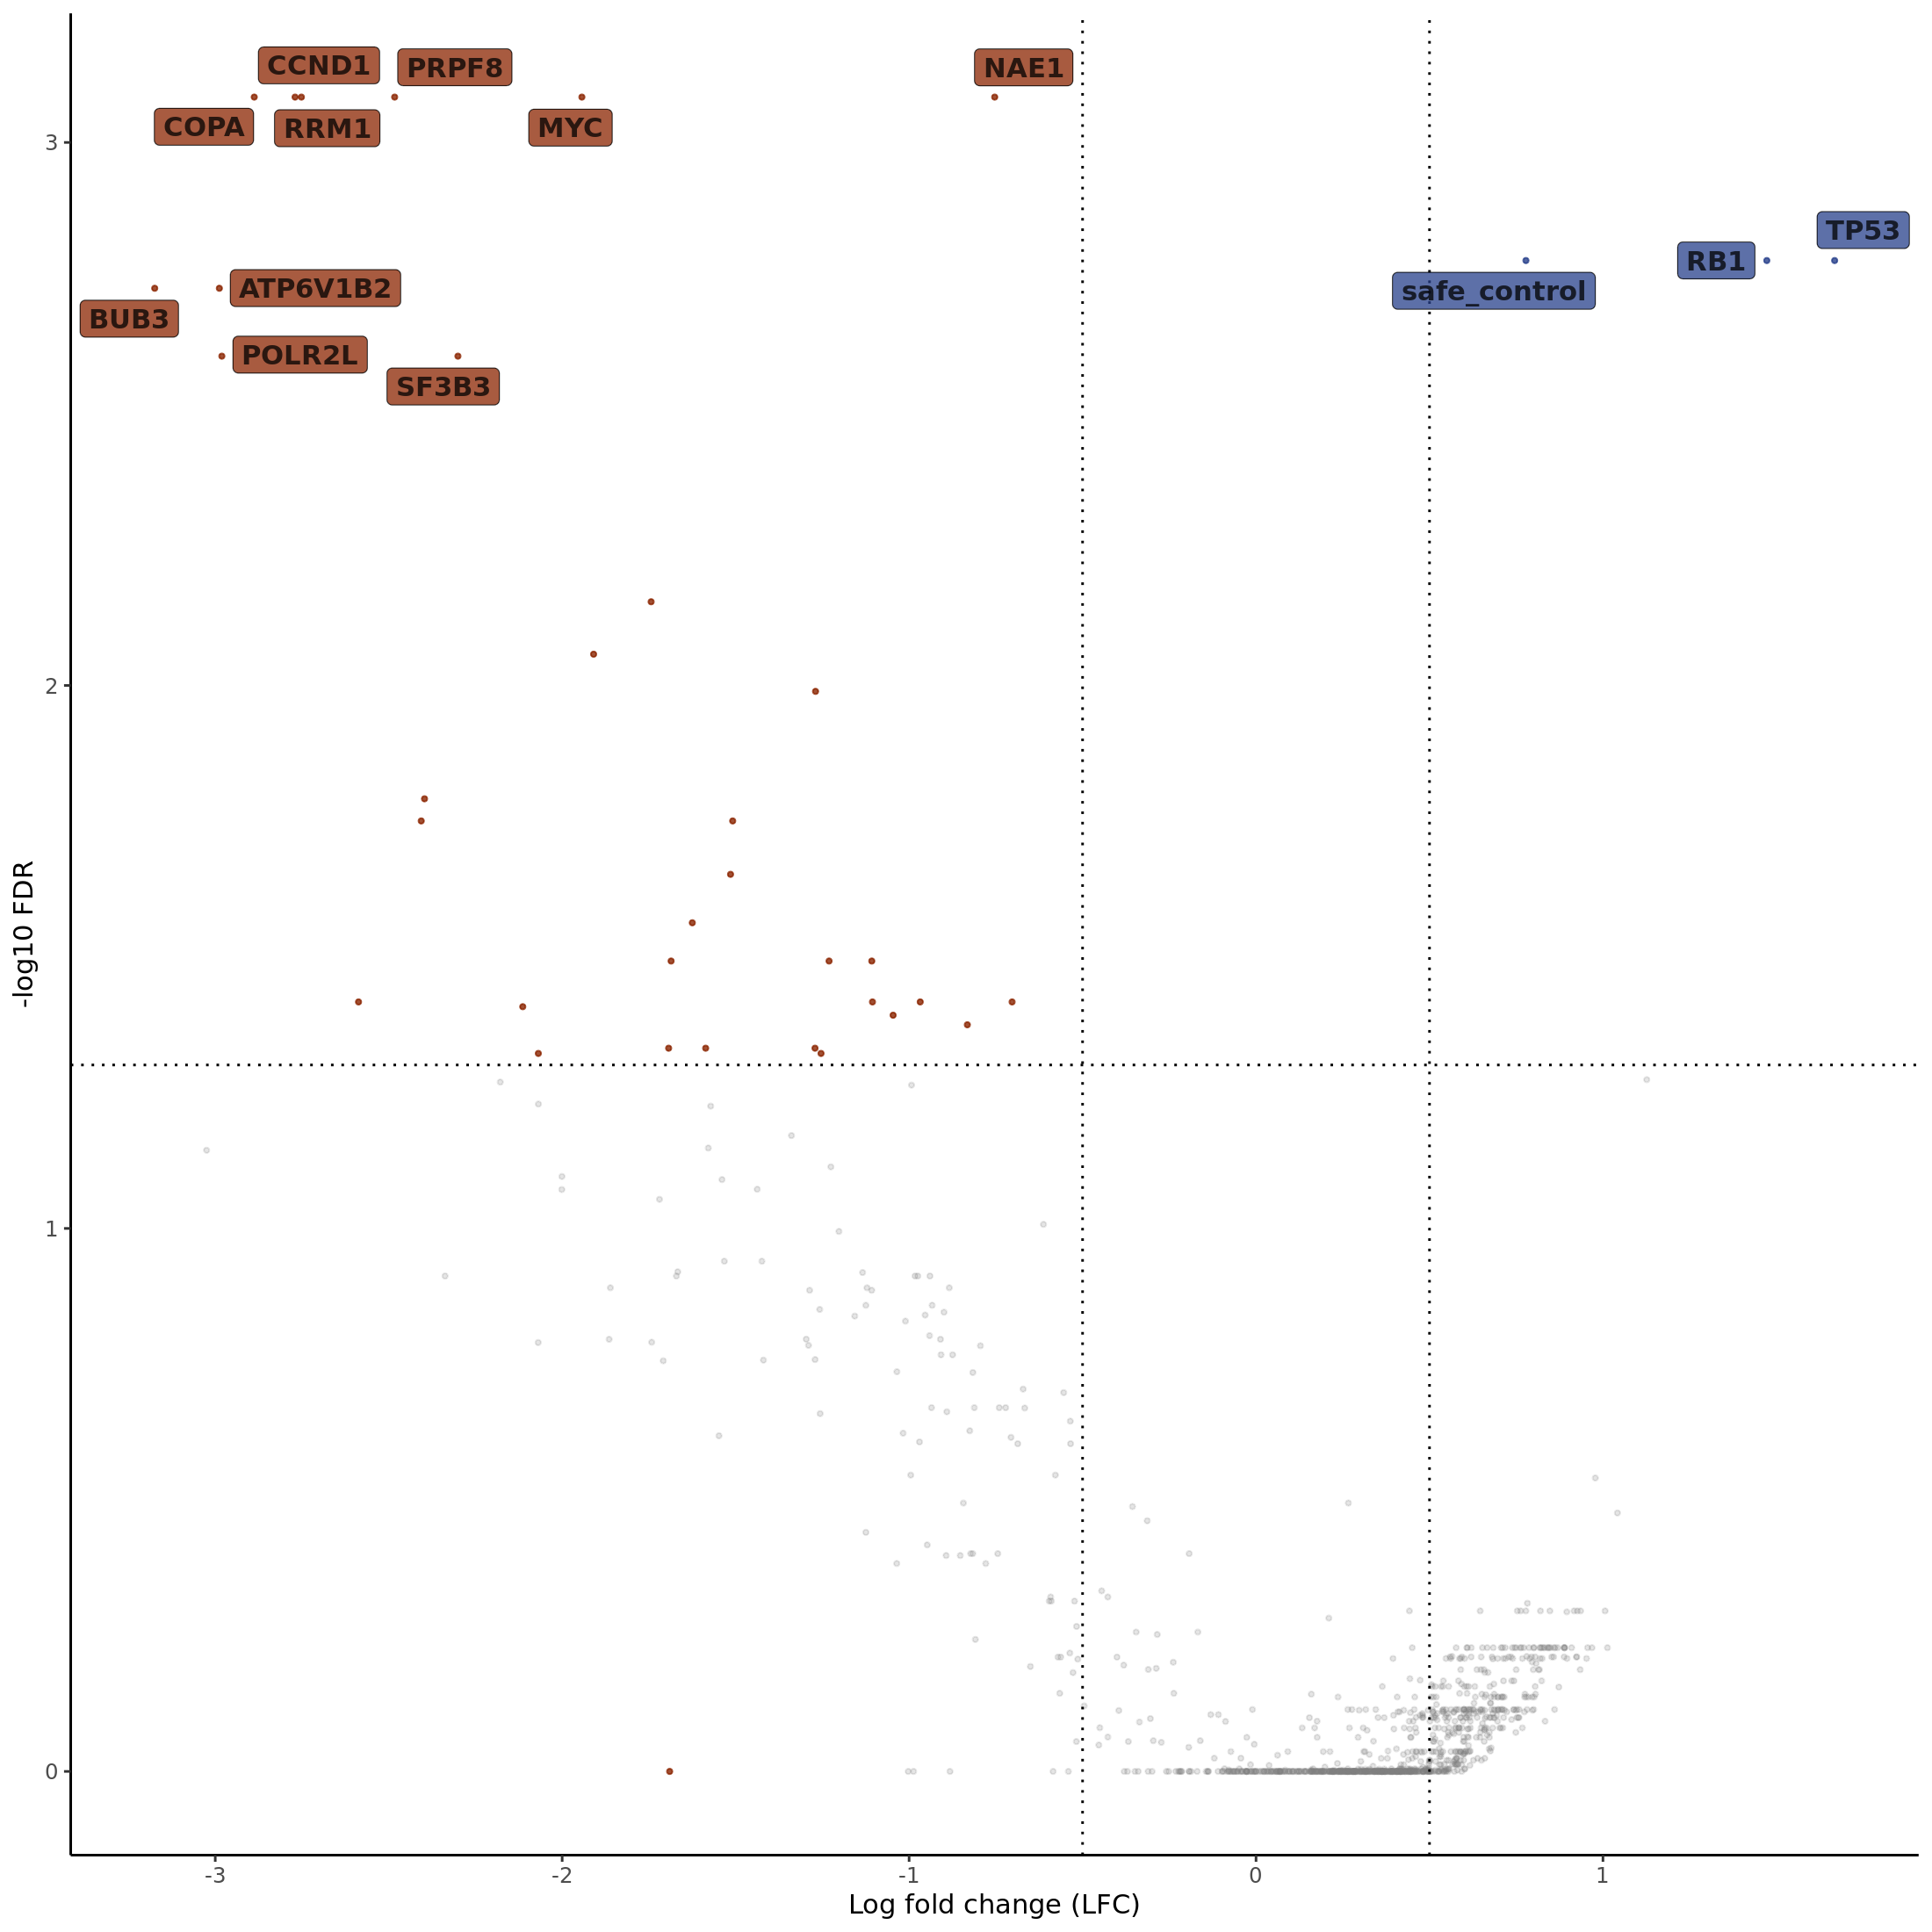 CCND1
PRPF8
NAE1
COPA
RRM1
MYC
3
TP53
RB1
safe_control
ATP6V1B2
BUB3
POLR2L
SF3B3
2
-log10 FDR
1
0
-3
-2
-1
0
1
Log fold change (LFC)